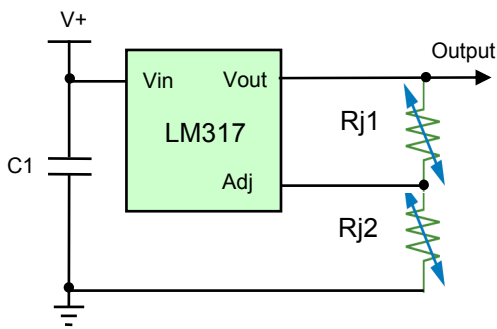 V+
Output
Vin
Vout
Rj1
LM317
C1
Adj
Rj2